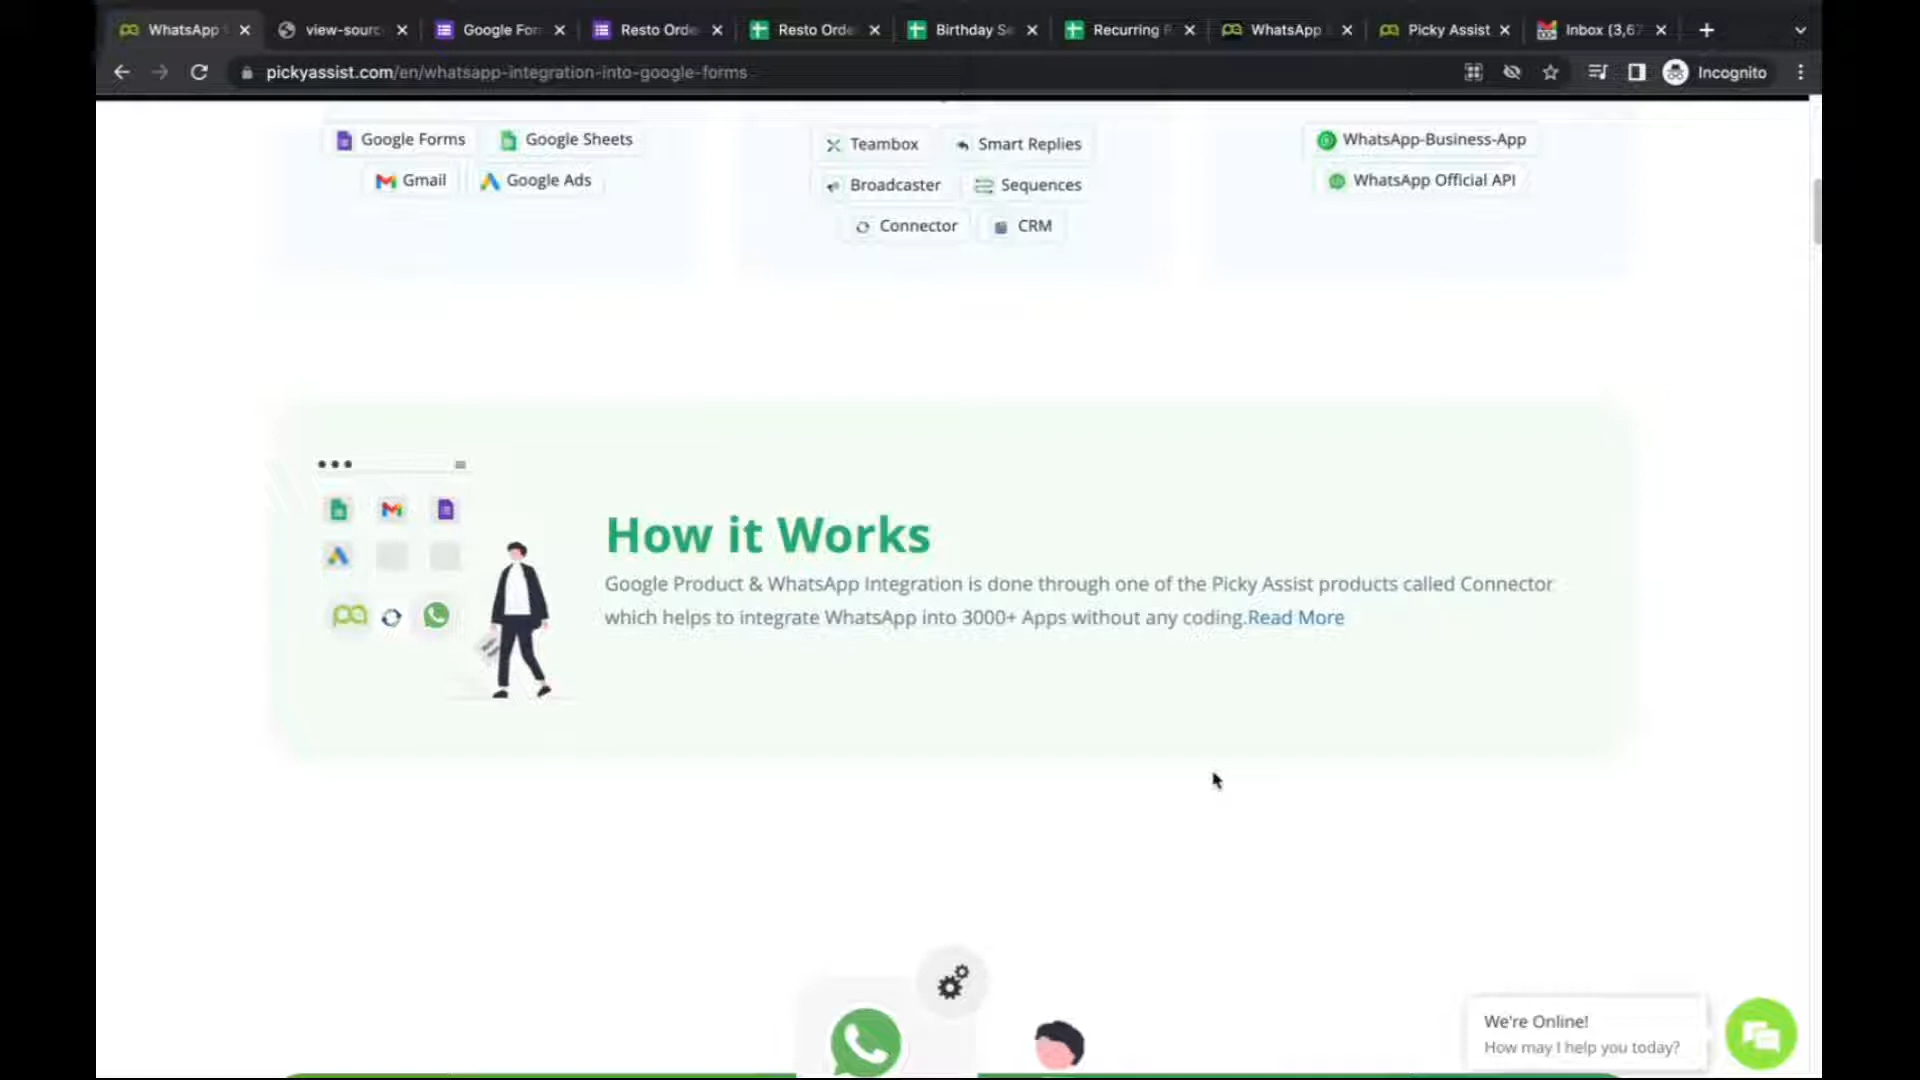 WhatsApp
view-sourc
Google For
Resto Orde
Resto Orde
Birthday Se
Recurring P
WhatsApp
Picky Assist
Inbox (3,67
pickyassist.com/en/whatsapp-integration-into-google-forms
Incognito
Google Forms
Google Sheets
Gmail
Google Ads
Teambox
Smart Replies
Broadcaster
Sequences
Connector
CRM
WhatsApp-Business-App
WhatsApp Official API
How it Works
Google Product & WhatsApp Integration is done through one of the Picky Assist products called Connector
which helps to integrate WhatsApp into 3000+ Apps without any coding.Read More
We're Online!
How may I help you today?